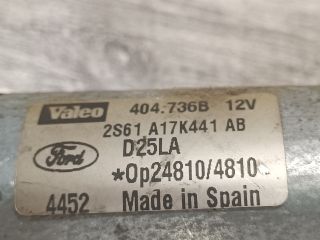 Valeo 404.736B 12V
2S61 A17K441 AB
Ford D25LA
*Op24810/4810
4452 Made in Spain